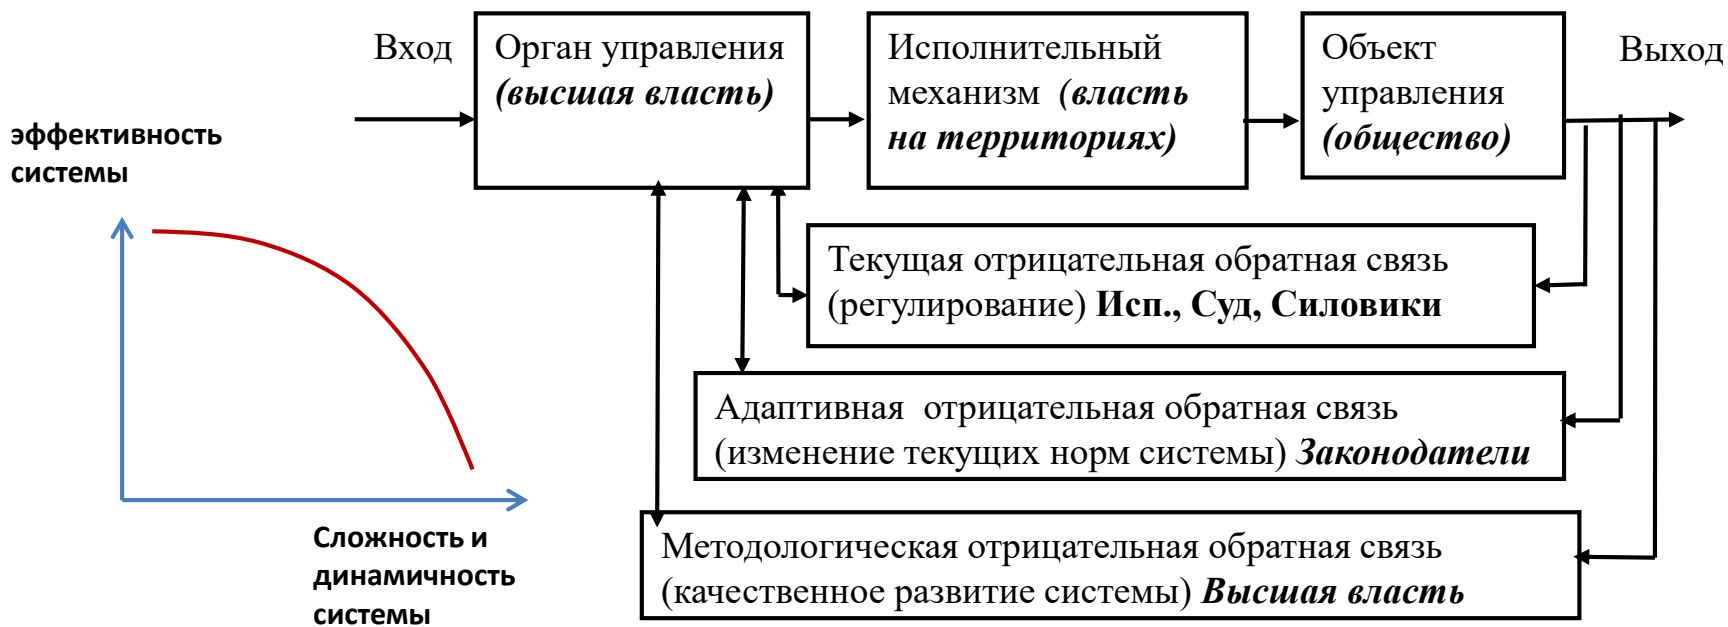 Вход
Орган управления
(высшая власть)
Исполнительный
механизм (власть
на территориях)
Объект
управления
(общество)
Выход
эффективность
системы
Текущая отрицательная обратная связь
(регулирование) Исп., Суд, Силовики
Адаптивная отрицательная обратная связь
(изменение текущих норм системы) Законодатели
Методологическая отрицательная обратная связь
(качественное развитие системы) Высшая власть
Сложность и
динамичность
системы